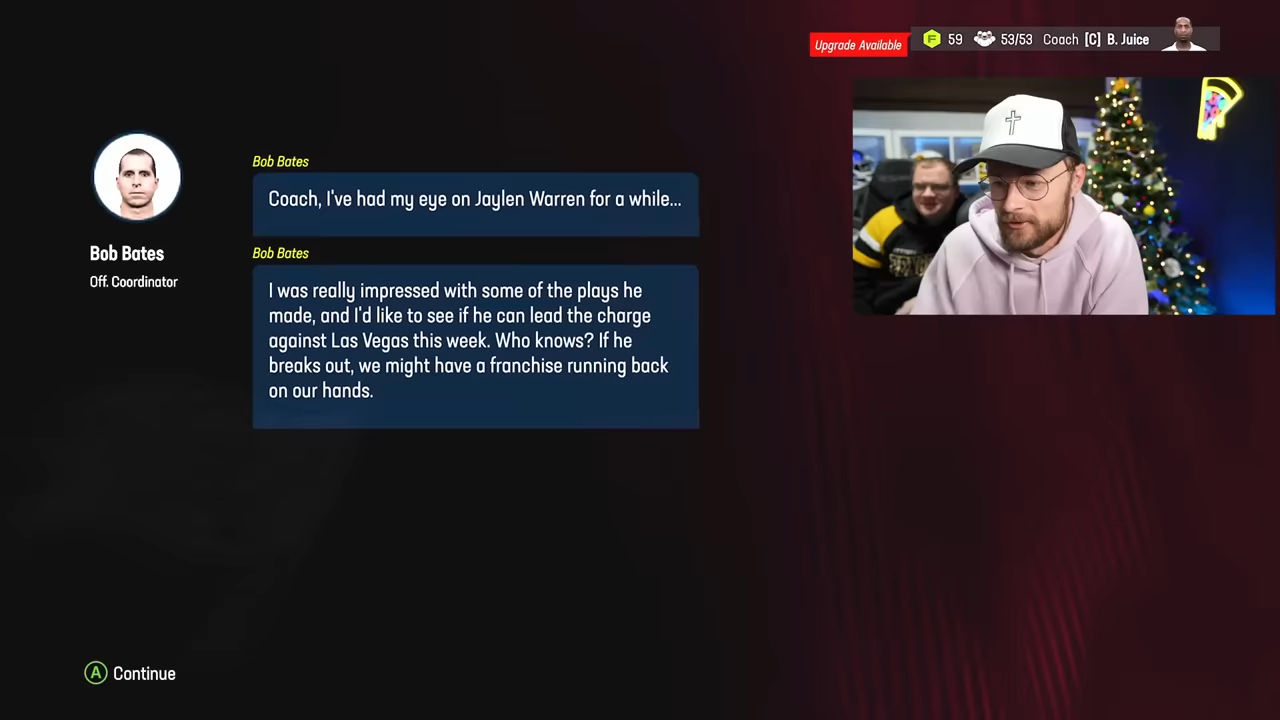 Upgrade Available
59
53/53
Coach [C] B. Juice
Bob Bates
Coach, I've had my eye on Jaylen Warren for a while...
Bob Bates
Off. Coordinator
Bob Bates
I was really impressed with some of the plays he
made, and I'd like to see if he can lead the charge
against Las Vegas this week. Who knows? If he
breaks out, we might have a franchise running back
on our hands.
A Continue